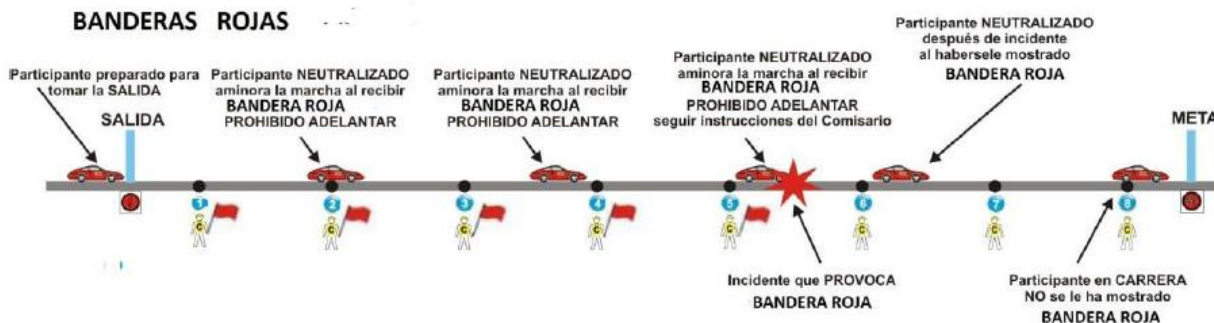 BANDERAS ROJAS
Participante preparado para
tomar la SALIDA
SALIDA
Participante NEUTRALIZADO
aminora la marcha al recibir
BANDERA ROJA
PROHIBIDO ADELANTAR
Participante NEUTRALIZADO
aminora la marcha al recibir
BANDERA ROJA
PROHIBIDO ADELANTAR
Participante NEUTRALIZADO
aminora la marcha al recibir
BANDERA ROJA
PROHIBIDO ADELANTAR
seguir instrucciones del Comisario
Participante NEUTRALIZADO
después de incidente
al habersele mostrado
BANDERA ROJA
META
1
2
3
4
5
6
7
8
C
C
C
C
C
C
C
C
Incidente que PROVOCA
BANDERA ROJA
Participante en CARRERA
NO se le ha mostrado
BANDERA ROJA